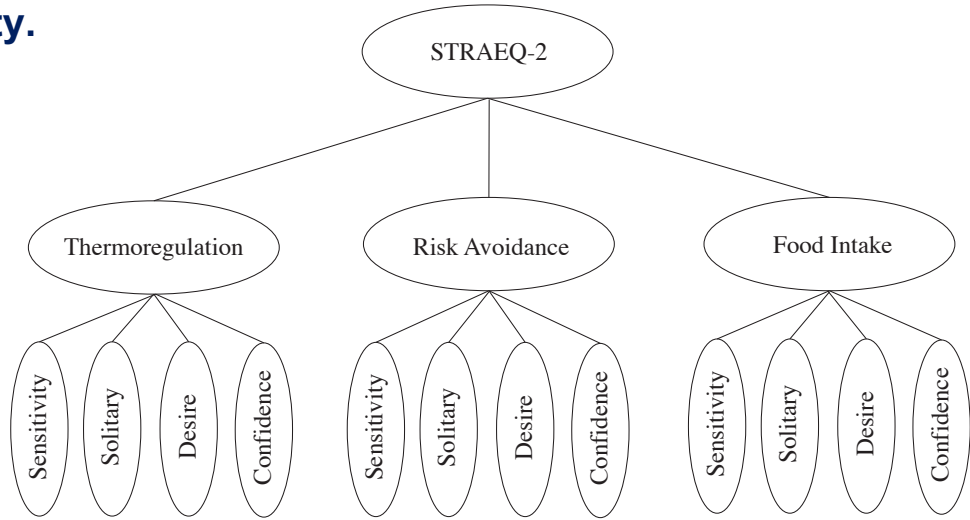 ty.
STRAEQ-2
Thermoregulation
Risk Avoidance
Food Intake
Sensitivity
Solitary
Desire
Confidence
Sensitivity
Solitary
Desire
Confidence
Sensitivity
Solitary
Desire
Confidence